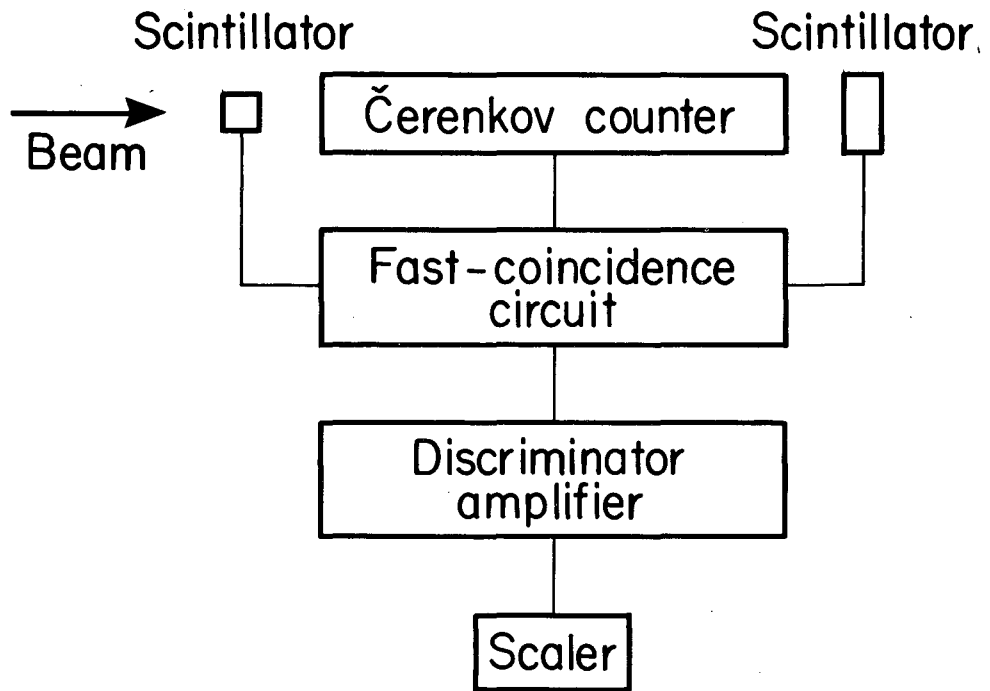 Scintillator
Scintillator
Čerenkov counter
Beam
Fast-coincidence
circuit
Discriminator
amplifier
Scaler